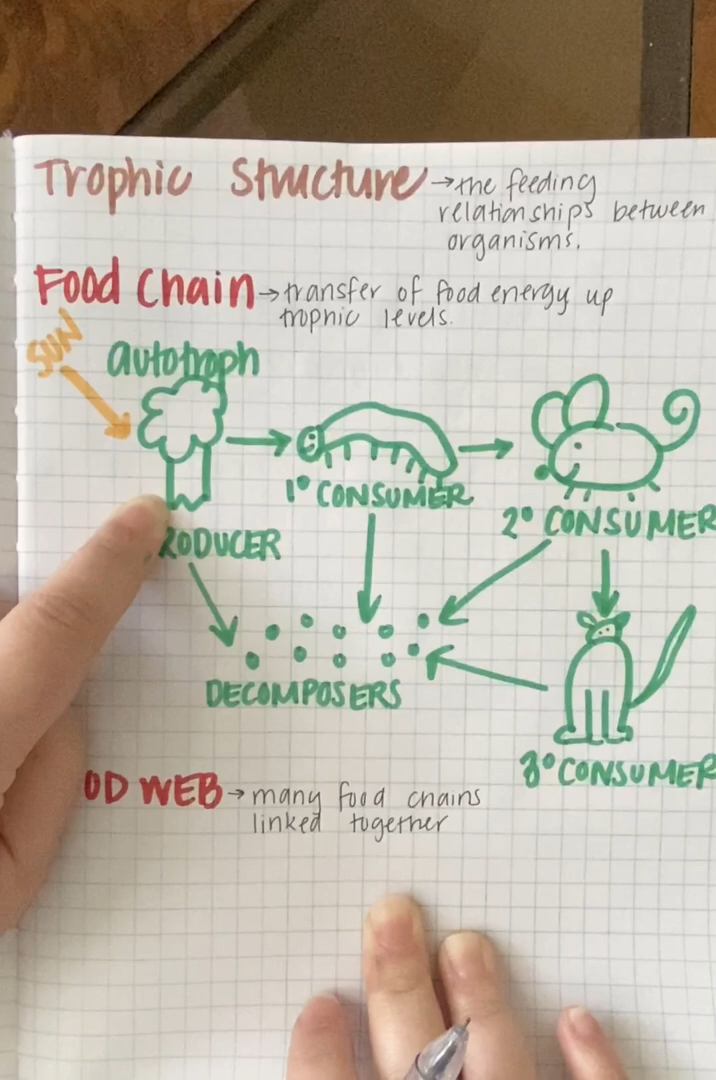 Trophic Structure → the feeding
relationships between
organisms.
Food Chain → transfer of food energy up
trophic levels.
SUN
autotroph
1° CONSUMER
2° CONSUMER
RODUCER
DECOMPOSERS
3° CONSUMER
OD WEB → many food chains
linked together